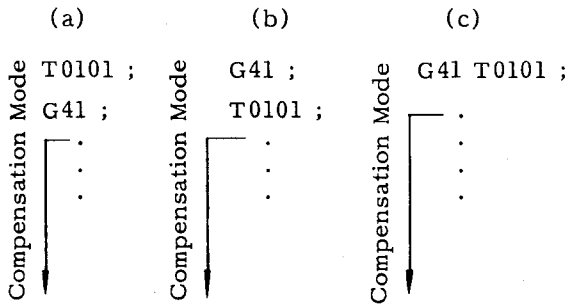 (a) (b) (c)
Compensation Mode
T0101 ;
G41 ;
.
.
.
Compensation Mode
G41 ;
T0101 ;
.
.
.
Compensation Mode
G41 T0101 ;
.
.
.
.